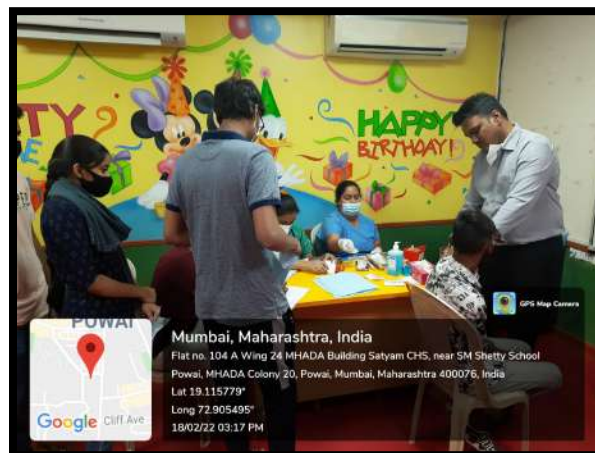 TY
HAPPY
BIRTHDAY!
GPS Map Camera
POWAI
Google
Cliff Ave
Mumbai, Maharashtra, India
Flat no. 104 A Wing 24 MHADA Building Satyam CHS, near SM Shetty School
Powai, MHADA Colony 20, Powai, Mumbai, Maharashtra 400076, India
Lat 19.115779°
Long 72.905495°
18/02/22 03:17 PM